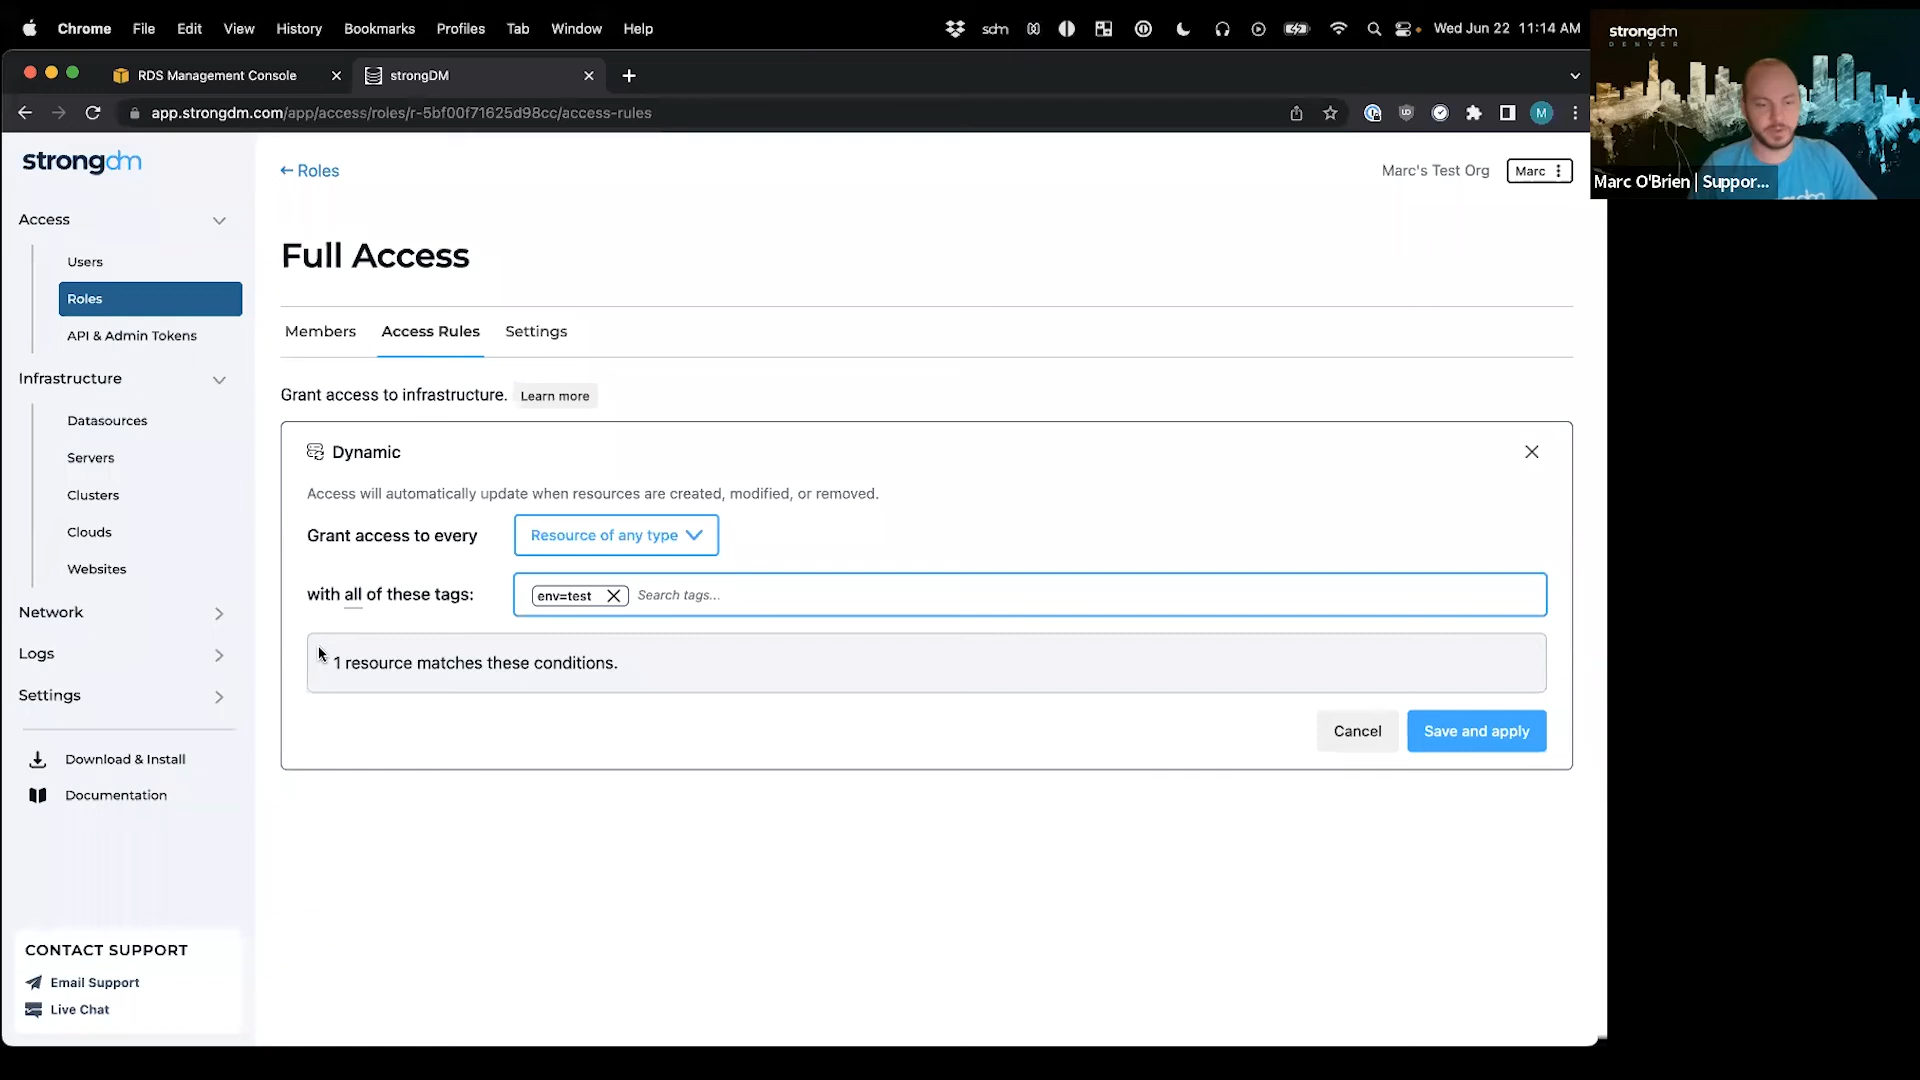 Chrome File Edit View History Bookmarks Profiles Tab Window Help sdm Wed Jun 22 11:14 AM
strongdm
DENVER
RDS Management Console strongDM
app.strongdm.com/app/access/roles/r-5bf00f71625d98cc/access-rules M
Marc O'Brien | Suppor...
strongdm
← Roles Marc's Test Org Marc
Access
Users
Roles
API & Admin Tokens
Infrastructure
Datasources
Servers
Clusters
Clouds
Websites
Network
Logs
Settings
Download & Install
Documentation
CONTACT SUPPORT
Email Support
Live Chat
Full Access
Members Access Rules Settings
Grant access to infrastructure. Learn more
Dynamic
Access will automatically update when resources are created, modified, or removed.
Grant access to every Resource of any type
with all of these tags: env=test Search tags...
1 resource matches these conditions.
Cancel Save and apply